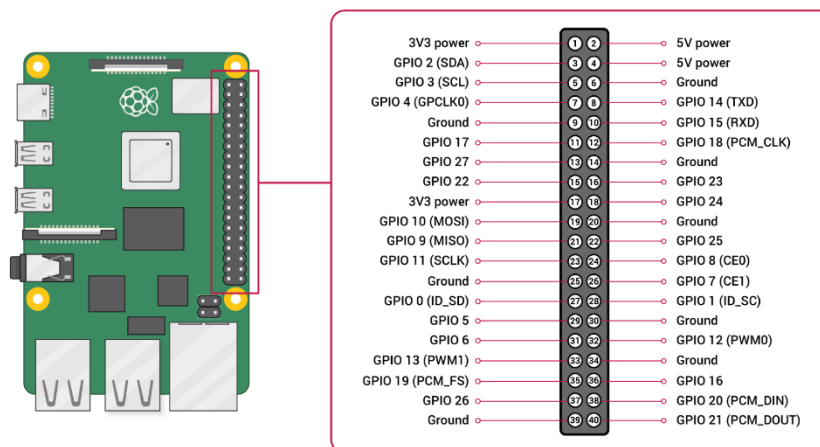 3V3 power 1 2 5V power
GPIO 2 (SDA) 3 4 5V power
GPIO 3 (SCL) 5 6 Ground
GPIO 4 (GPCLK0) 7 8 GPIO 14 (TXD)
Ground 9 10 GPIO 15 (RXD)
GPIO 17 11 12 GPIO 18 (PCM_CLK)
GPIO 27 13 14 Ground
GPIO 22 15 16 GPIO 23
3V3 power 17 18 GPIO 24
GPIO 10 (MOSI) 19 20 Ground
GPIO 9 (MISO) 21 22 GPIO 25
GPIO 11 (SCLK) 23 24 GPIO 8 (CE0)
Ground 25 26 GPIO 7 (CE1)
GPIO 0 (ID_SD) 27 28 GPIO 1 (ID_SC)
GPIO 5 29 30 Ground
GPIO 6 31 32 GPIO 12 (PWM0)
GPIO 13 (PWM1) 33 34 Ground
GPIO 19 (PCM_FS) 35 36 GPIO 16
GPIO 26 37 38 GPIO 20 (PCM_DIN)
Ground 39 40 GPIO 21 (PCM_DOUT)